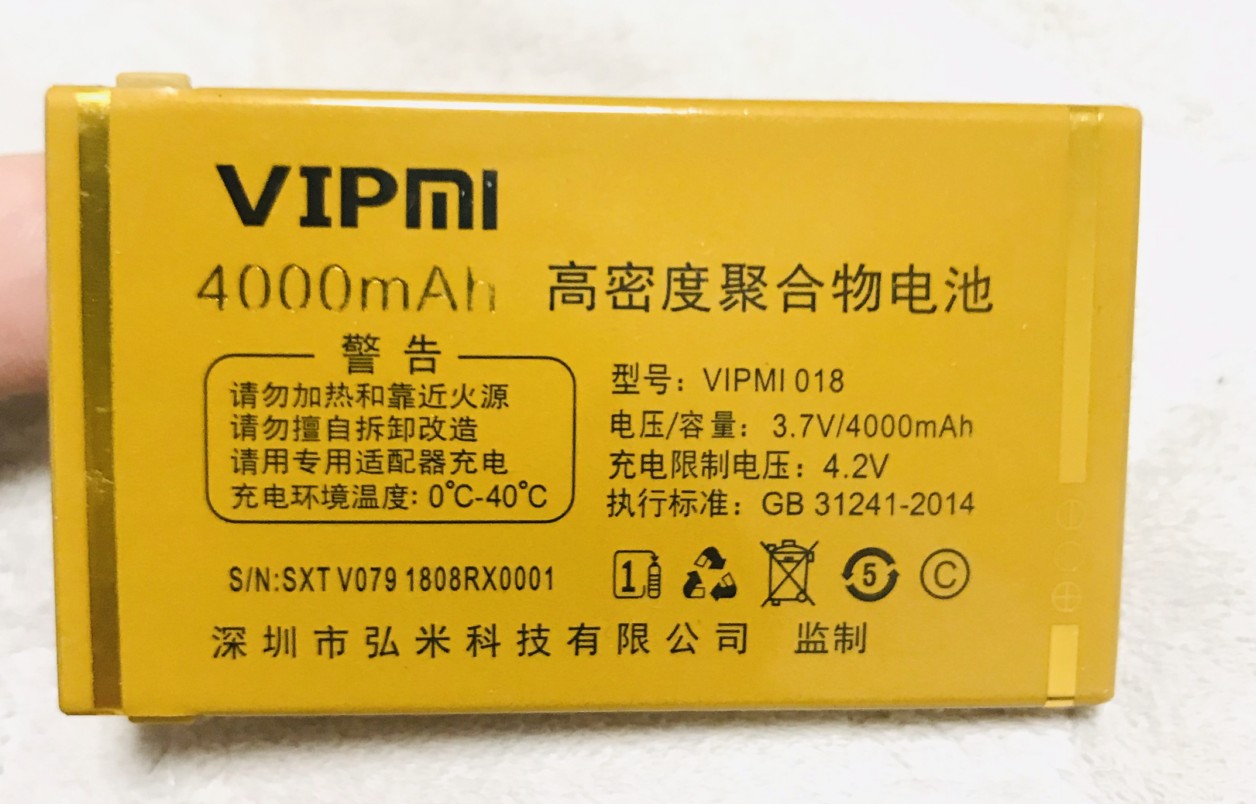 VIPMI
4000mAh 高密度聚合物电池
警告
请勿加热和靠近火源
请勿擅自拆卸改造
请用专用适配器充电
充电环境温度: 0℃-40℃
型号：VIPMI 018
电压/容量：3.7V/4000mAh
充电限制电压：4.2V
执行标准：GB 31241-2014
S/N:SXT V079 1808RX0001
1
5
©
深圳市弘米科技有限公司 监制